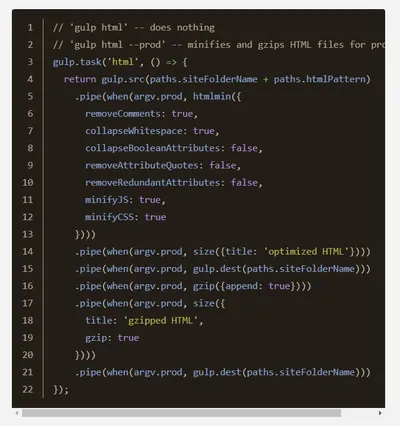 1 // 'gulp html' -- does nothing
2 // 'gulp html --prod' -- minifies and gzips HTML files for
3 gulp.task('html', () => {
4 return gulp.src(paths.siteFolderName + paths.htmlPattern)
5 .pipe(when(argv.prod, htmlmin({
6 removeComments: true,
7 collapseWhitespace: true,
8 collapseBooleanAttributes: false,
9 removeAttributeQuotes: false,
10 removeRedundantAttributes: false,
11 minifyJS: true,
12 minifyCSS: true
13 })))
14 .pipe(when(argv.prod, size({title: 'optimized HTML'})))
15 .pipe(when(argv.prod, gulp.dest(paths.siteFolderName)))
16 .pipe(when(argv.prod, gzip({append: true})))
17 .pipe(when(argv.prod, size({
18 title: 'gzipped HTML',
19 gzip: true
20 })))
21 .pipe(when(argv.prod, gulp.dest(paths.siteFolderName)))
22 });